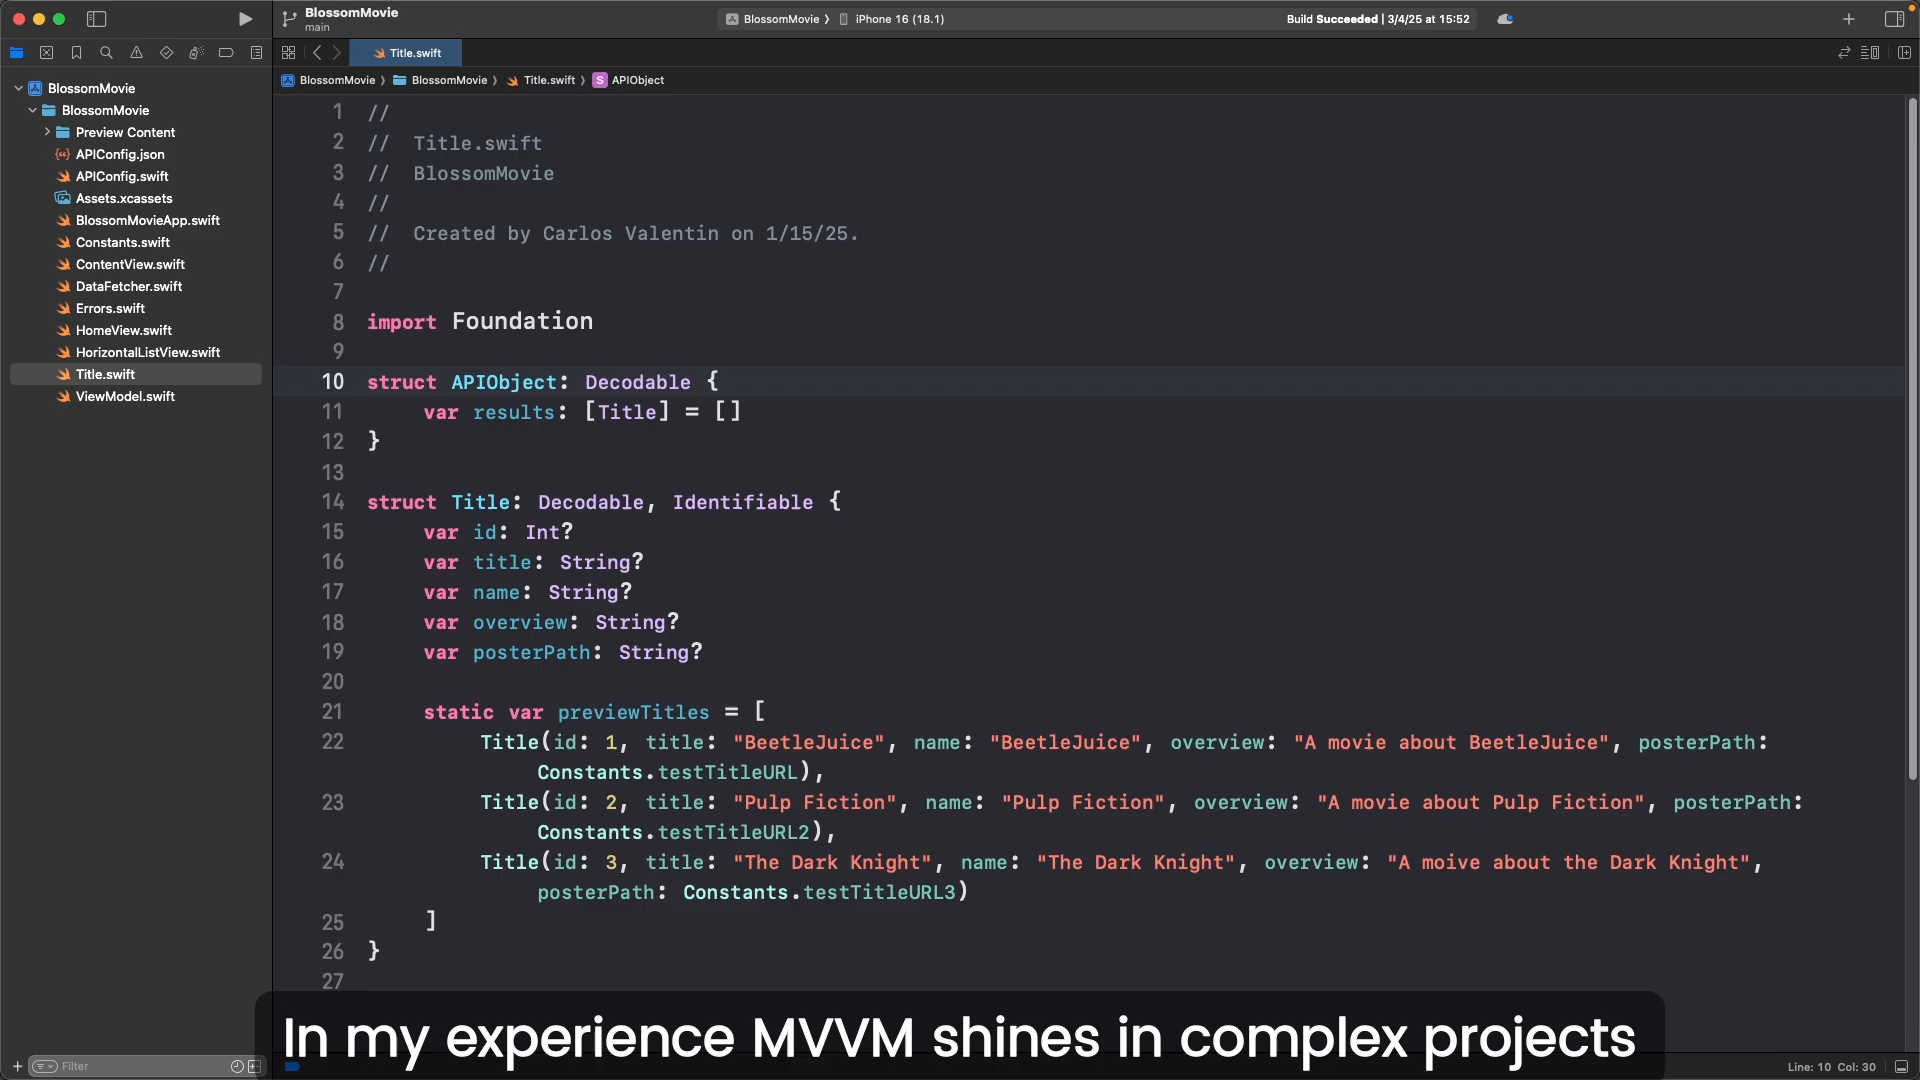 BlossomMovie
main
BlossomMovie
iPhone 16 (18.1)
Build Succeeded | 3/4/25 at 15:52
Title.swift
BlossomMovie
BlossomMovie
Title.swift
S
APIObject
BlossomMovie
BlossomMovie
Preview Content
APIConfig.json
APIConfig.swift
Assets.xcassets
BlossomMovieApp.swift
Constants.swift
ContentView.swift
DataFetcher.swift
Errors.swift
HomeView.swift
HorizontalListView.swift
Title.swift
ViewModel.swift
Filter
1 //
2 // Title.swift
3 // BlossomMovie
4 //
5 // Created by Carlos Valentin on 1/15/25.
6 //
7
8 import Foundation
9
10 struct APIObject: Decodable {
11 var results: [Title] = []
12 }
13
14 struct Title: Decodable, Identifiable {
15 var id: Int?
16 var title: String?
17 var name: String?
18 var overview: String?
19 var posterPath: String?
20
21 static var previewTitles = [
22 Title(id: 1, title: "BeetleJuice", name: "BeetleJuice", overview: "A movie about BeetleJuice", posterPath:
Constants.testTitleURL),
23 Title(id: 2, title: "Pulp Fiction", name: "Pulp Fiction", overview: "A movie about Pulp Fiction", posterPath:
Constants.testTitleURL2),
24 Title(id: 3, title: "The Dark Knight", name: "The Dark Knight", overview: "A moive about the Dark Knight",
posterPath: Constants.testTitleURL3)
25 ]
26 }
27
In my experience MVVM shines in complex projects
Line: 10 Col: 30